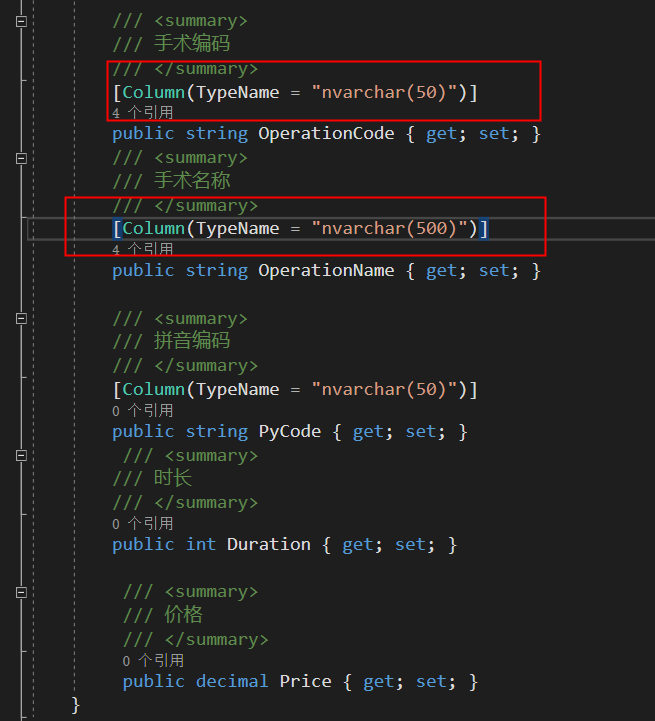 /// <summary>
/// 手术编码
/// </summary>
[Column(TypeName = "nvarchar(50)")]
4 个引用
public string OperationCode { get; set; }
/// <summary>
/// 手术名称
/// </summary>
[Column(TypeName = "nvarchar(500)")]
4 个引用
public string OperationName { get; set; }
/// <summary>
/// 拼音编码
/// </summary>
[Column(TypeName = "nvarchar(50)")]
0 个引用
public string PyCode { get; set; }
/// <summary>
/// 时长
/// </summary>
0 个引用
public int Duration { get; set; }
/// <summary>
/// 价格
/// </summary>
0 个引用
public decimal Price { get; set; }
}